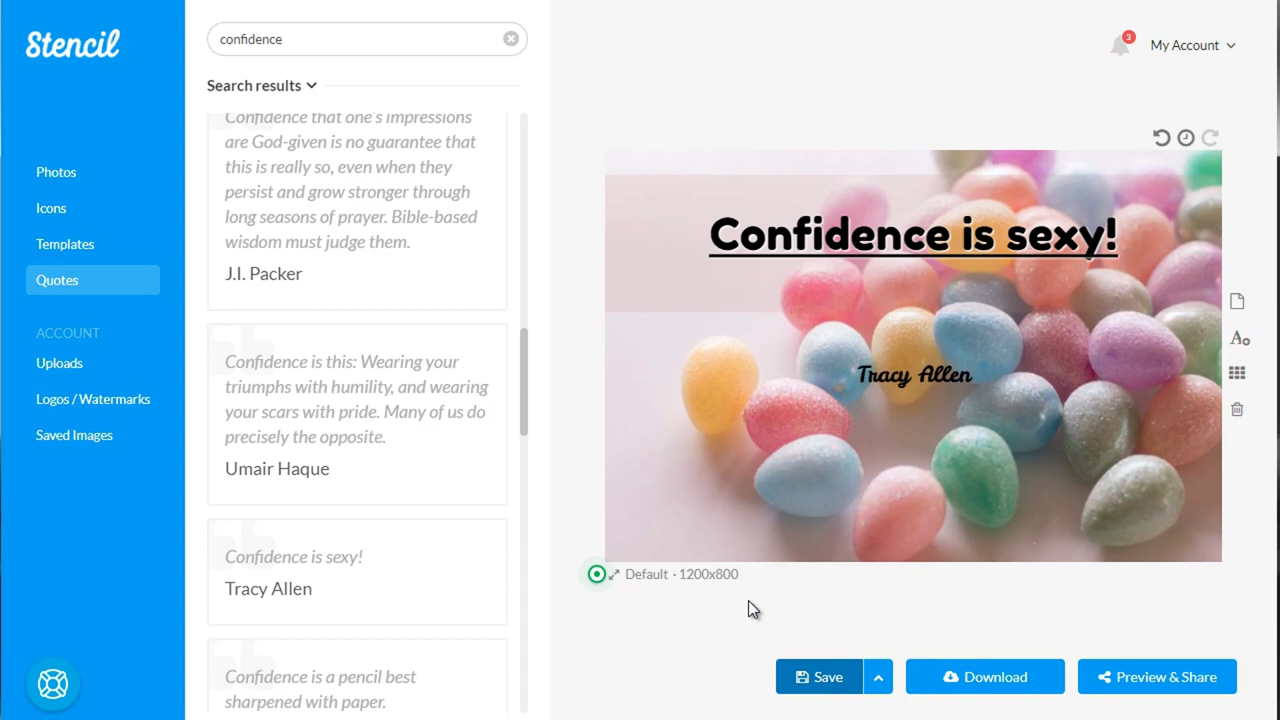 Stencil
Photos
Icons
Templates
Quotes
ACCOUNT
Uploads
Logos / Watermarks
Saved Images
confidence
Search results
Confidence that one's impressions
are God-given is no guarantee that
this is really so, even when they
persist and grow stronger through
long seasons of prayer. Bible-based
wisdom must judge them.
J.I. Packer
Confidence is this: Wearing your
triumphs with humility, and wearing
your scars with pride. Many of us do
precisely the opposite.
Umair Haque
Confidence is sexy!
Tracy Allen
Confidence is a pencil best
sharpened with paper.
3
My Account
Confidence is sexy!
Tracy Allen
Default · 1200x800
Save
Download
Preview & Share